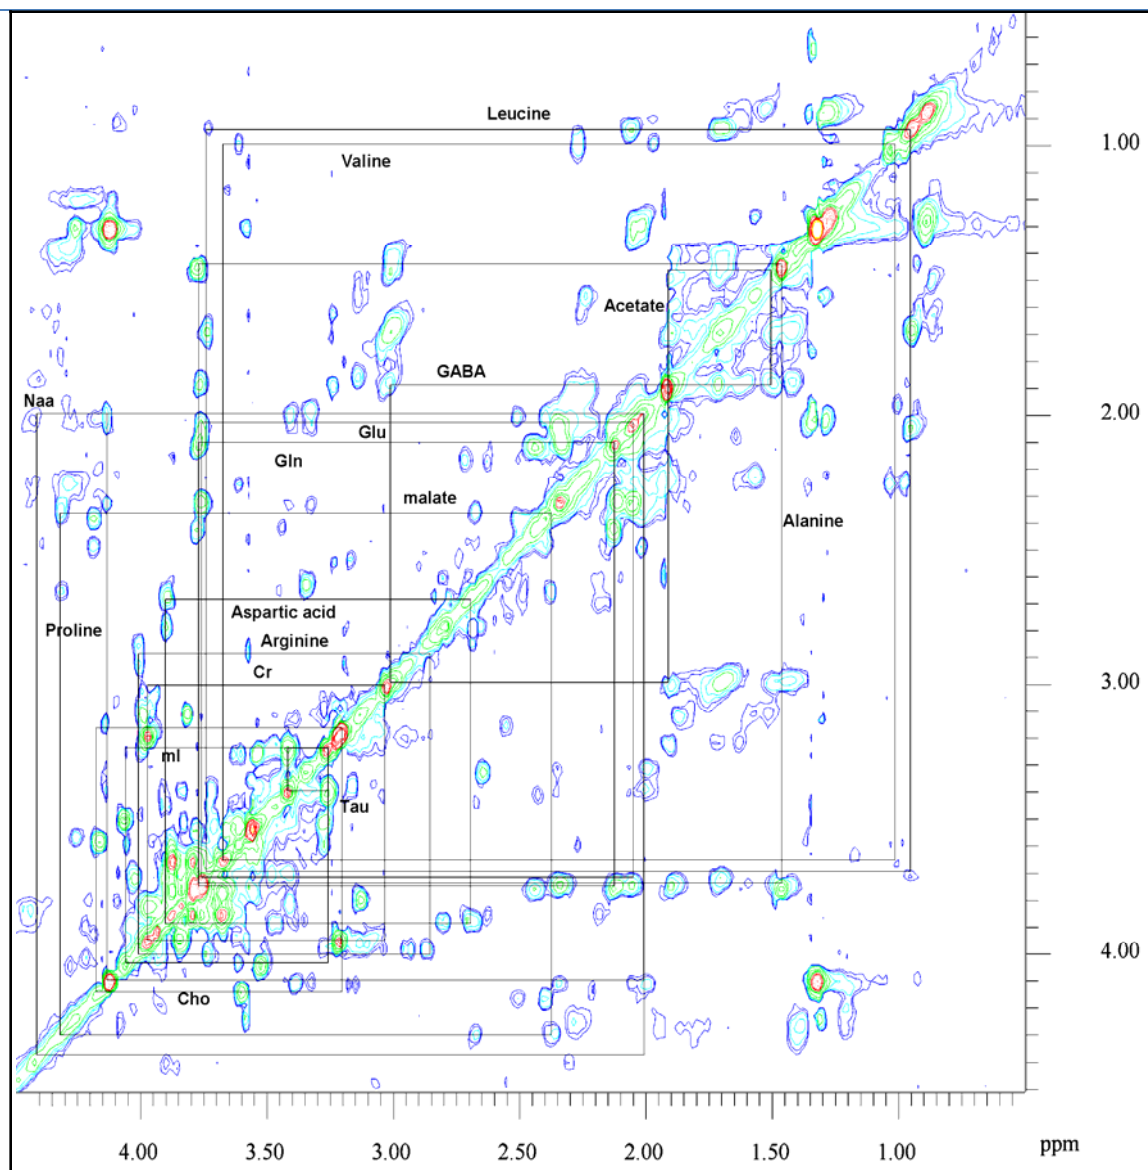 Leucine
1.00
Valine
Acetate
GABA
Naa
2.00
Glu
Gln
malate
Alanine
Aspartic acid
Proline
Arginine
Cr
3.00
mI
Tau
4.00
Cho
4.00 3.50 3.00 2.50 2.00 1.50 1.00 ppm